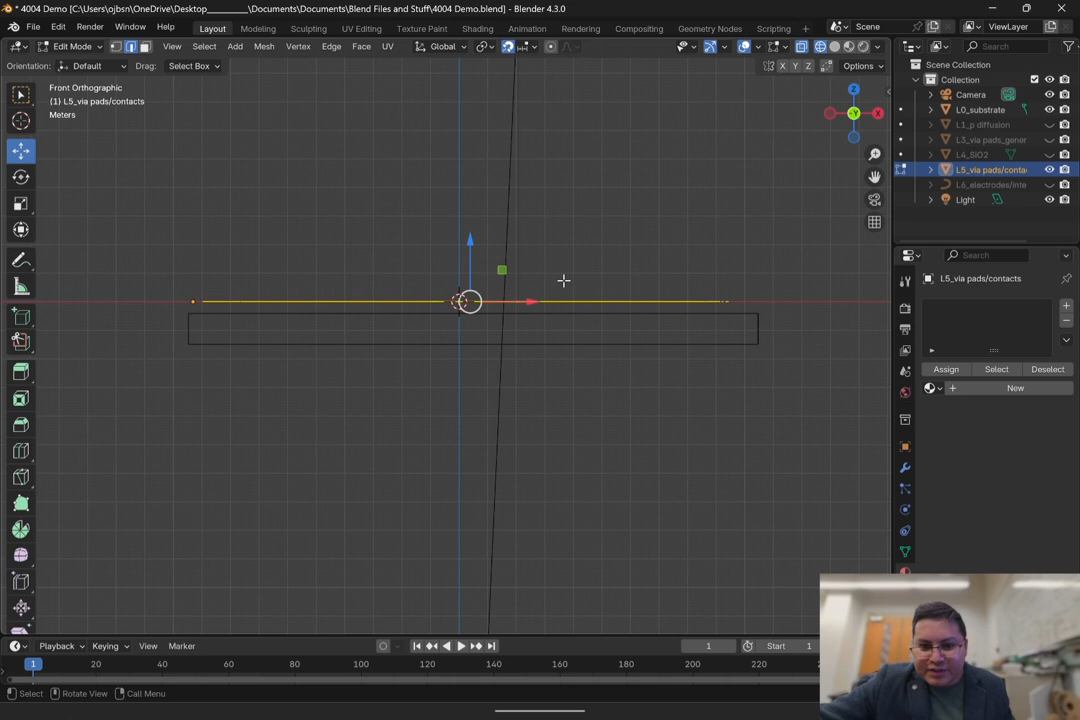 * 4004 Demo [C:\Users\ojbsn\OneDrive\Desktop_________\Documents\Documents\Blend Files and Stuff\4004 Demo.blend] - Blender 4.3.0
File Edit Render Window Help Layout Modeling Sculpting UV Editing Texture Paint Shading Animation Rendering Compositing Geometry Nodes Scripting + Scene ViewLayer
Edit Mode View Select Add Mesh Vertex Edge Face UV Global Search
Orientation: Default Drag: Select Box X Y Z Options
Scene Collection
Collection
Camera
L0_substrate
L1_p diffusion
L3_via pads_gener
L4_SiO2
L5_via pads/conta
L6_electrodes/inte
Light
Front Orthographic
(1) L5_via pads/contacts
Meters
Z
Y
X
Search
L5_via pads/contacts
Assign Select Deselect
New
Playback Keying View Marker 1 Start 1
1 20 40 60 80 100 120 140 160 180 200 220
Select Rotate View Call Menu